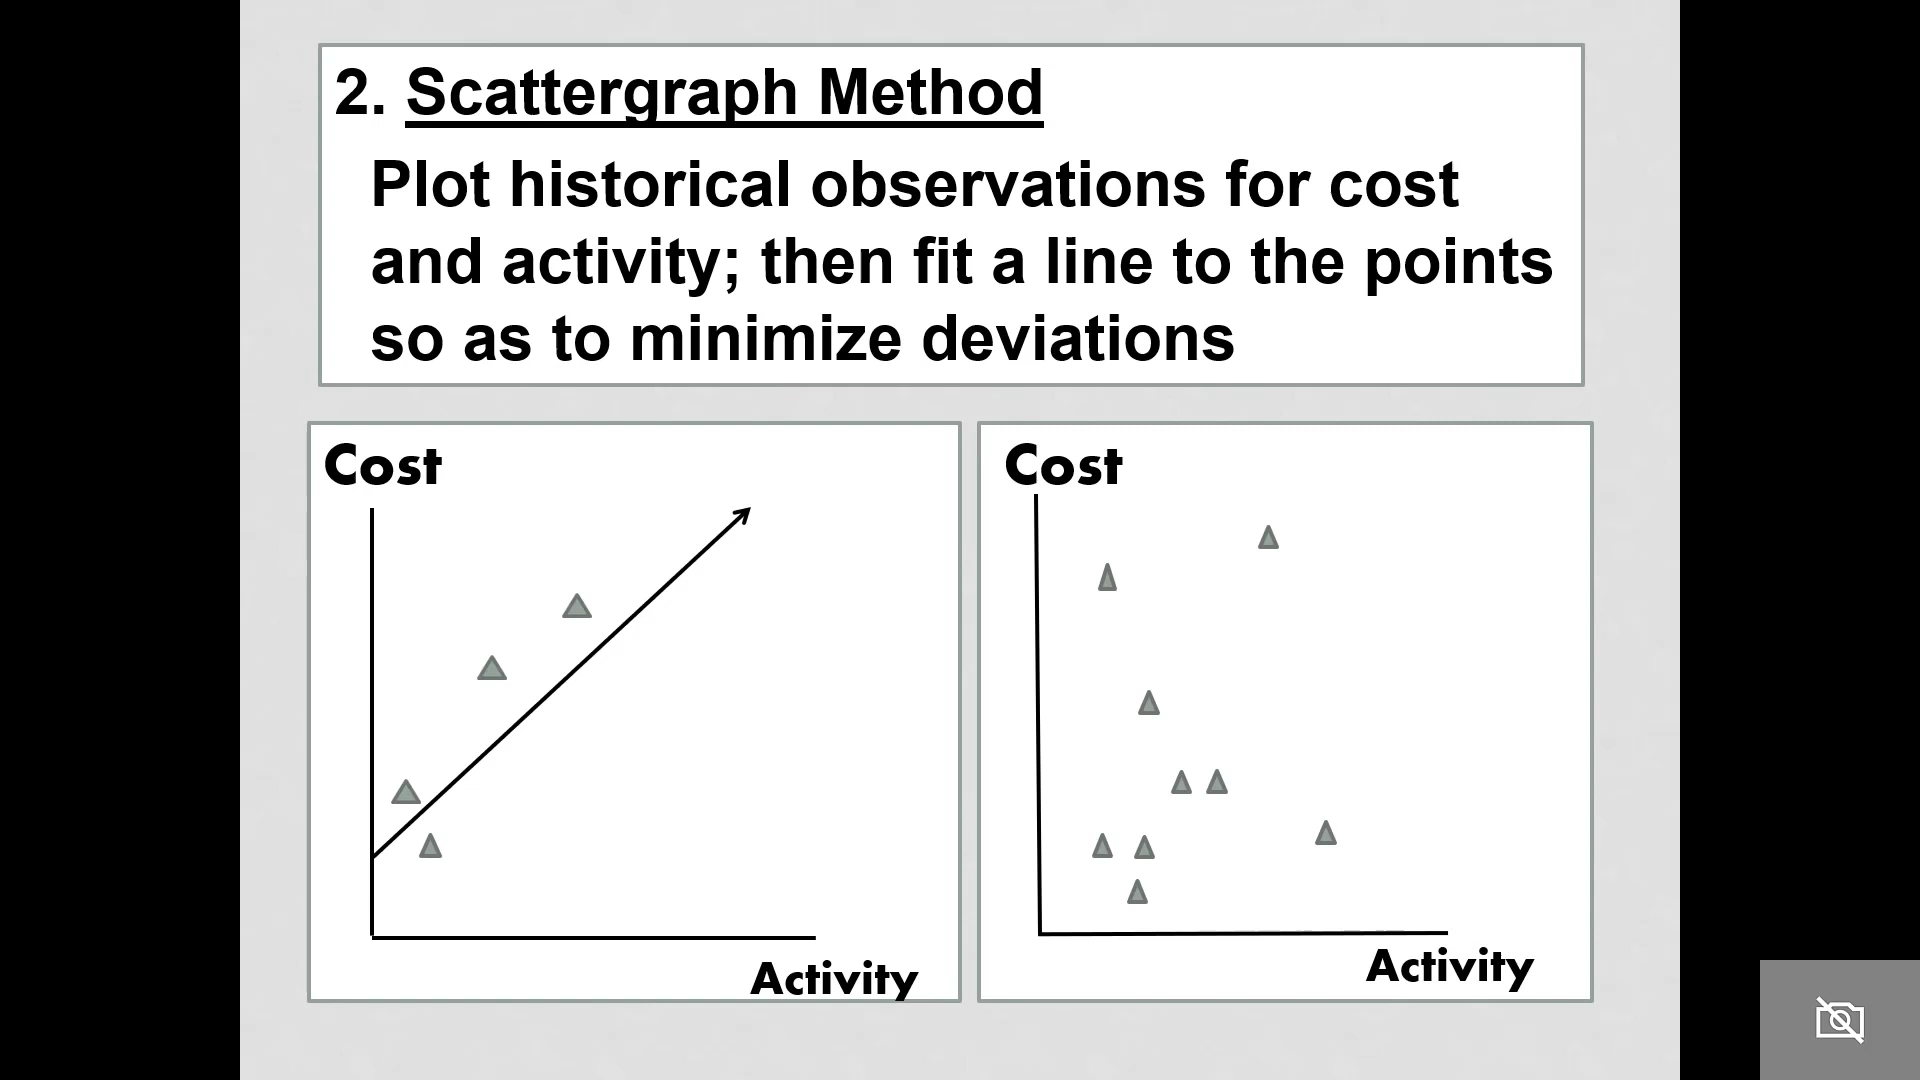 2. Scattergraph Method
Plot historical observations for cost
and activity; then fit a line to the points
so as to minimize deviations
Cost
Activity
Cost
Activity